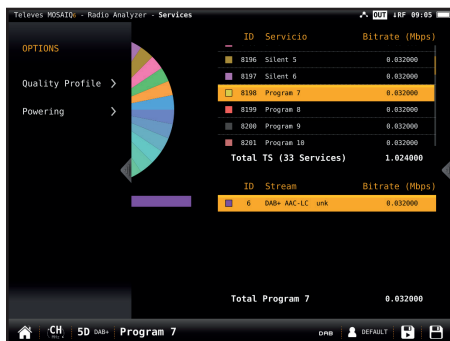 Televes MOSAIQ6 - Radio Analyzer - Services OUT ↓RF 09:05
OPTIONS
Quality Profile >
Powering >
ID Servicio Bitrate (Mbps)
8196 Silent 5 0.032000
8197 Silent 6 0.032000
8198 Program 7 0.032000
8199 Program 8 0.032000
8200 Program 9 0.032000
8201 Program 10 0.032000
Total TS (33 Services) 1.024000
ID Stream Bitrate (Mbps)
6 DAB+ AAC-LC unk 0.032000
Total Program 7 0.032000
CH 5D DAB+ Program 7 DAB DEFAULT